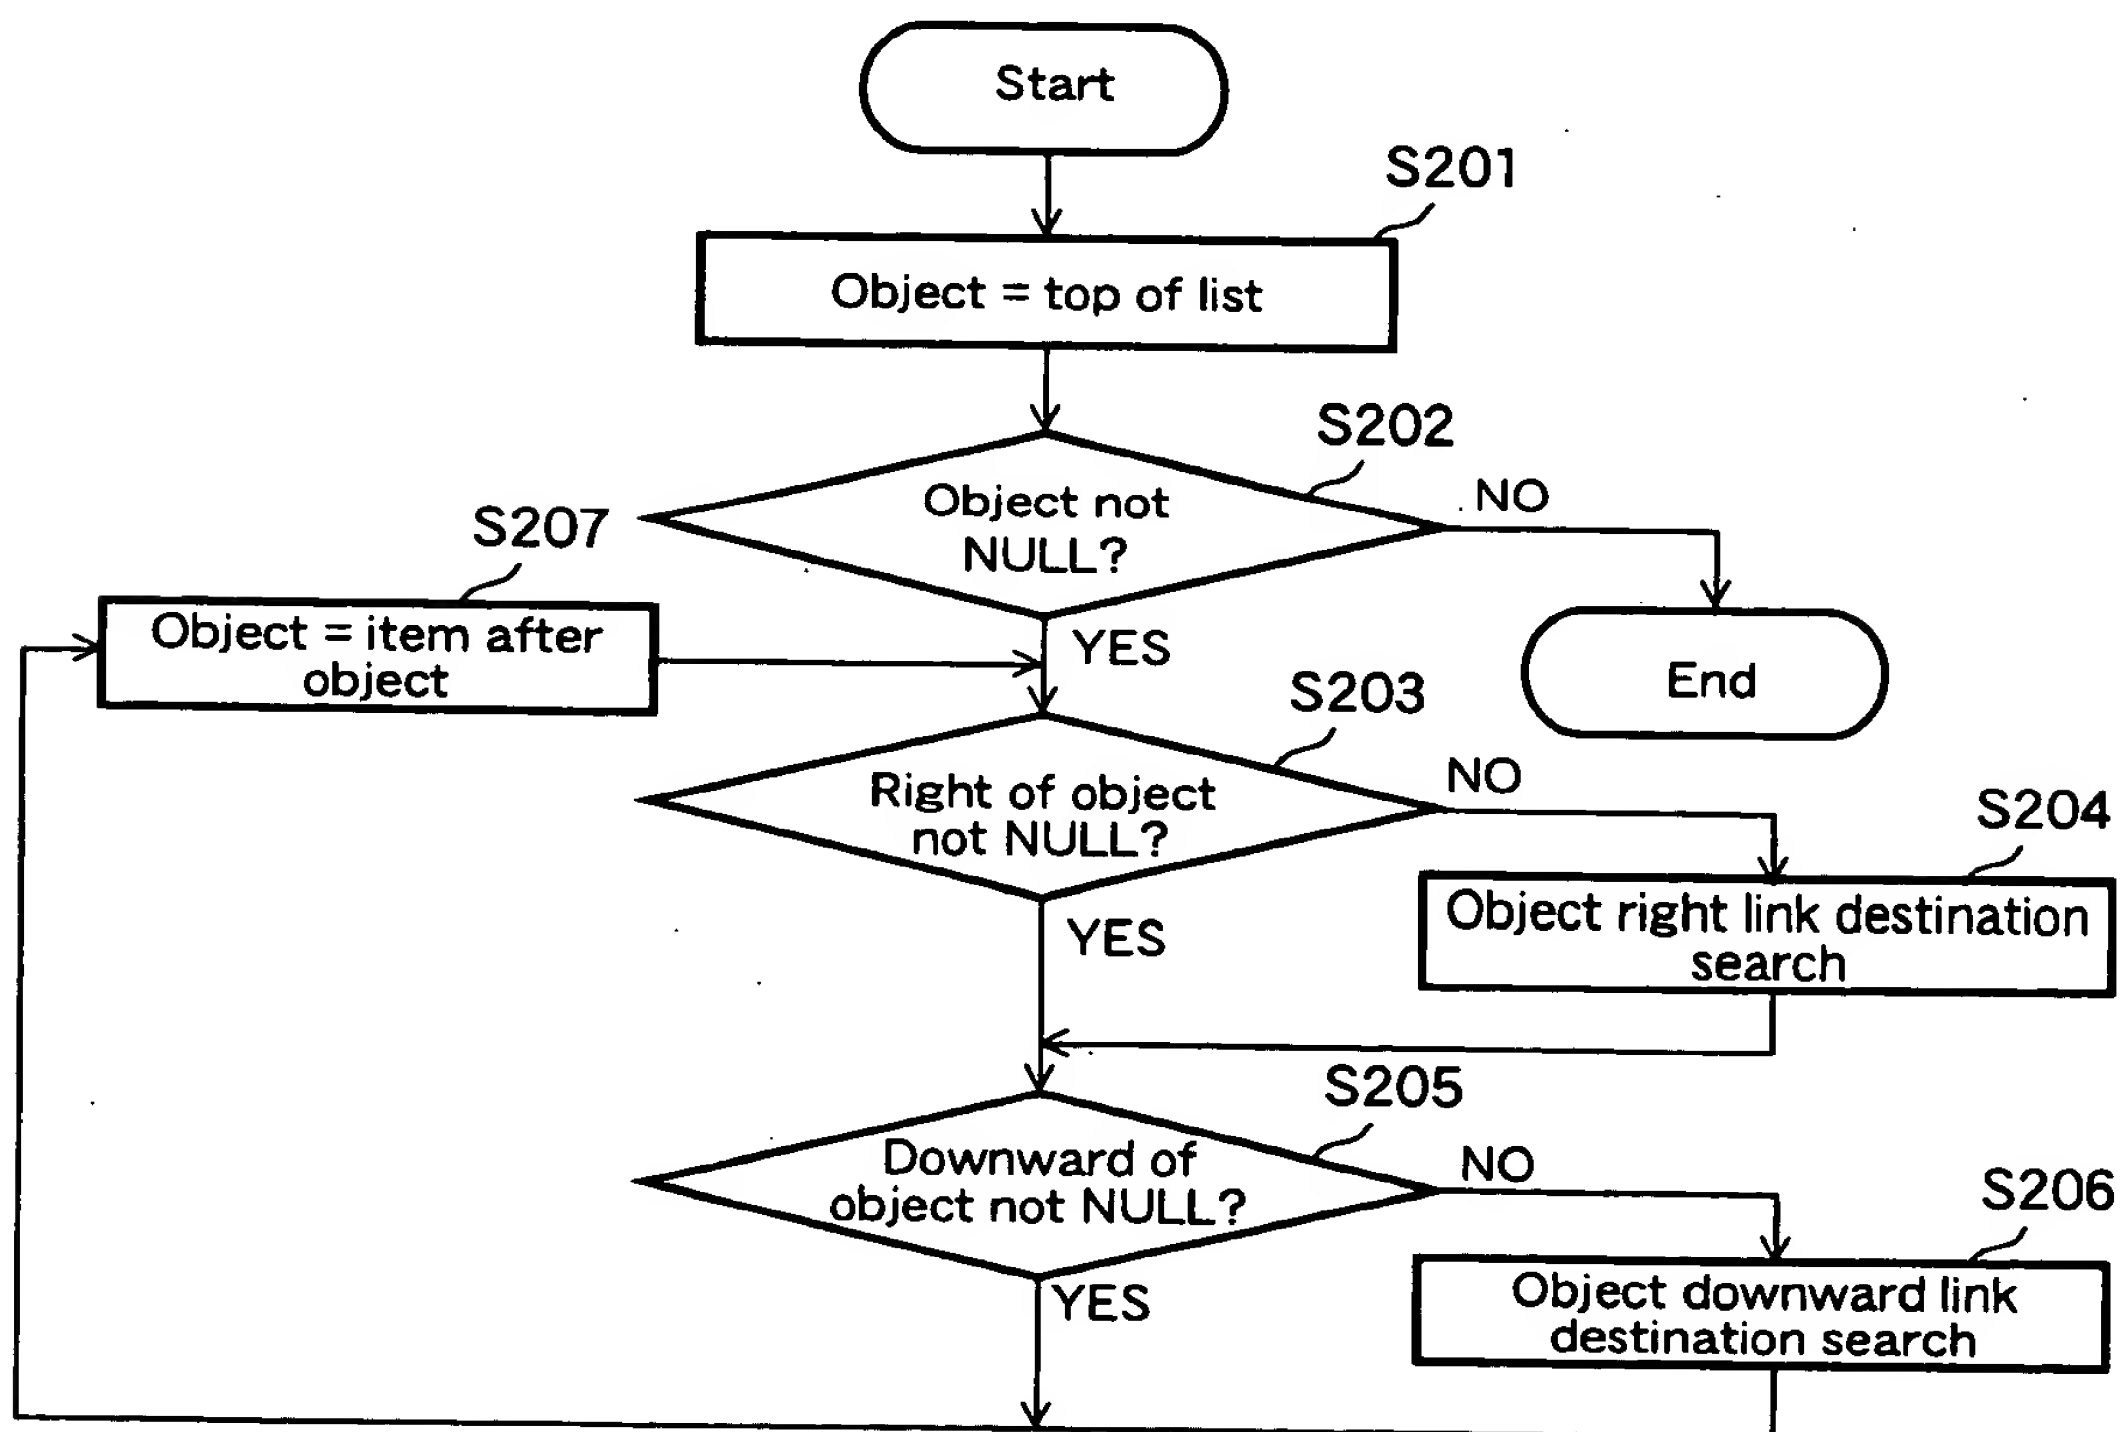 Start
S201
Object = top of list
S202
Object not
NULL?
NO
S207
Object = item after
object
YES
End
S203
Right of object
not NULL?
NO
S204
Object right link destination
search
YES
S205
Downward of
object not NULL?
NO
S206
Object downward link
destination search
YES